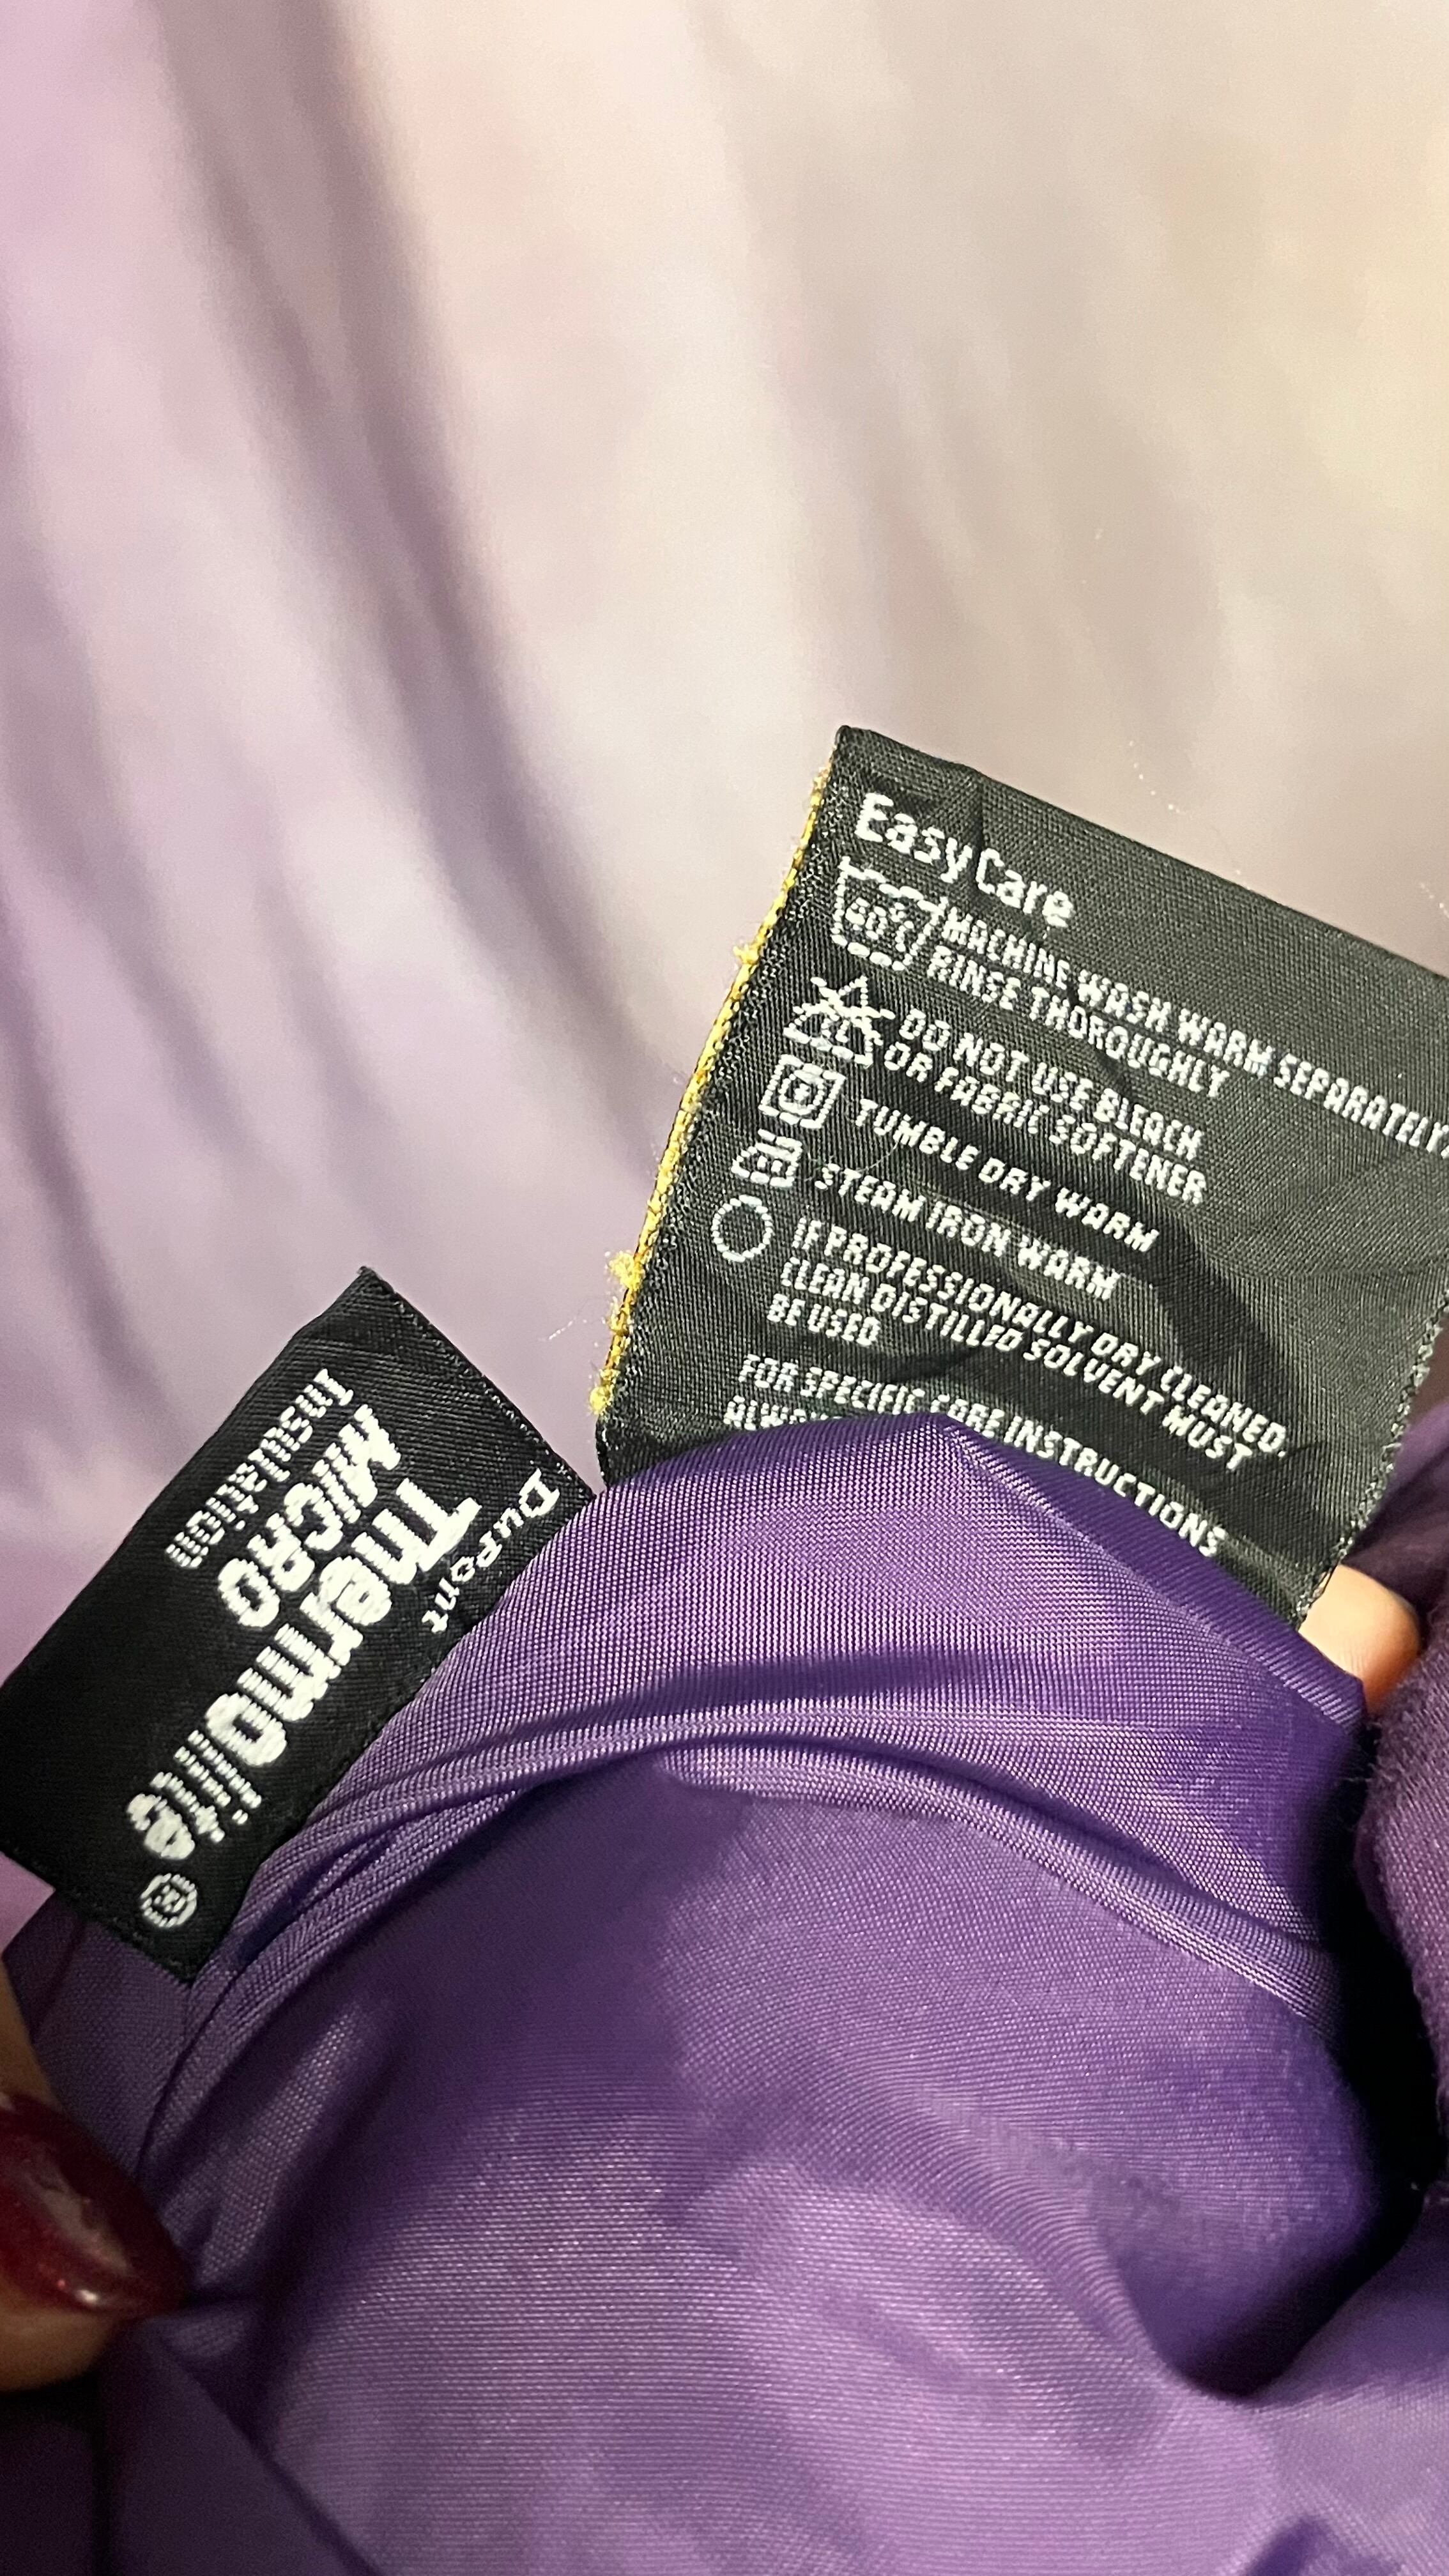 Easy Care
40°C
MACHINE WASH WARM SEPARATELY,
RINSE THOROUGHLY
DO NOT USE BLEACH
OR FABRIC SOFTENER
TUMBLE DRY WARM
STEAM IRON WARM
IF PROFESSIONALLY DRY CLEANED,
CLEAN DISTILLED SOLVENT MUST
BE USED
FOR SPECIFIC CARE INSTRUCTIONS
DuPont
Thermolite®
MICRO
Insulation